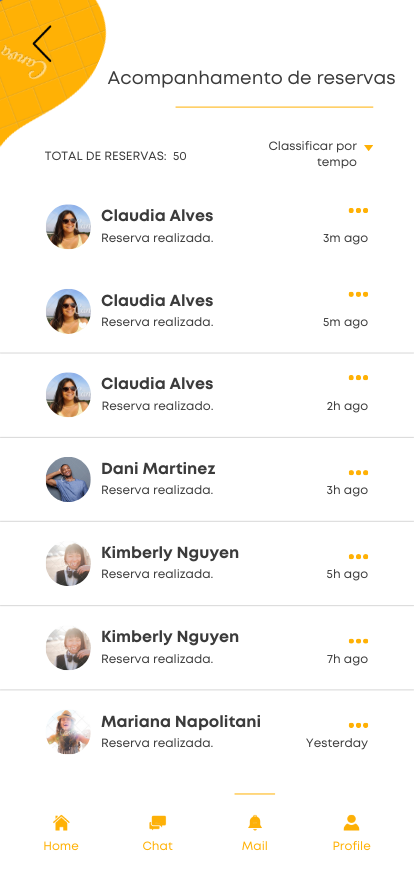 Canva
Acompanhamento de reservas
TOTAL DE RESERVAS: 50
Classificar por
tempo
Claudia Alves
Reserva realizada.
3m ago
Claudia Alves
Reserva realizada.
5m ago
Claudia Alves
Reserva realizado.
2h ago
Dani Martinez
Reserva realizada.
3h ago
Kimberly Nguyen
Reserva realizada.
5h ago
Kimberly Nguyen
Reserva realizada.
7h ago
Mariana Napolitani
Reserva realizada.
Yesterday
Home
Chat
Mail
Profile